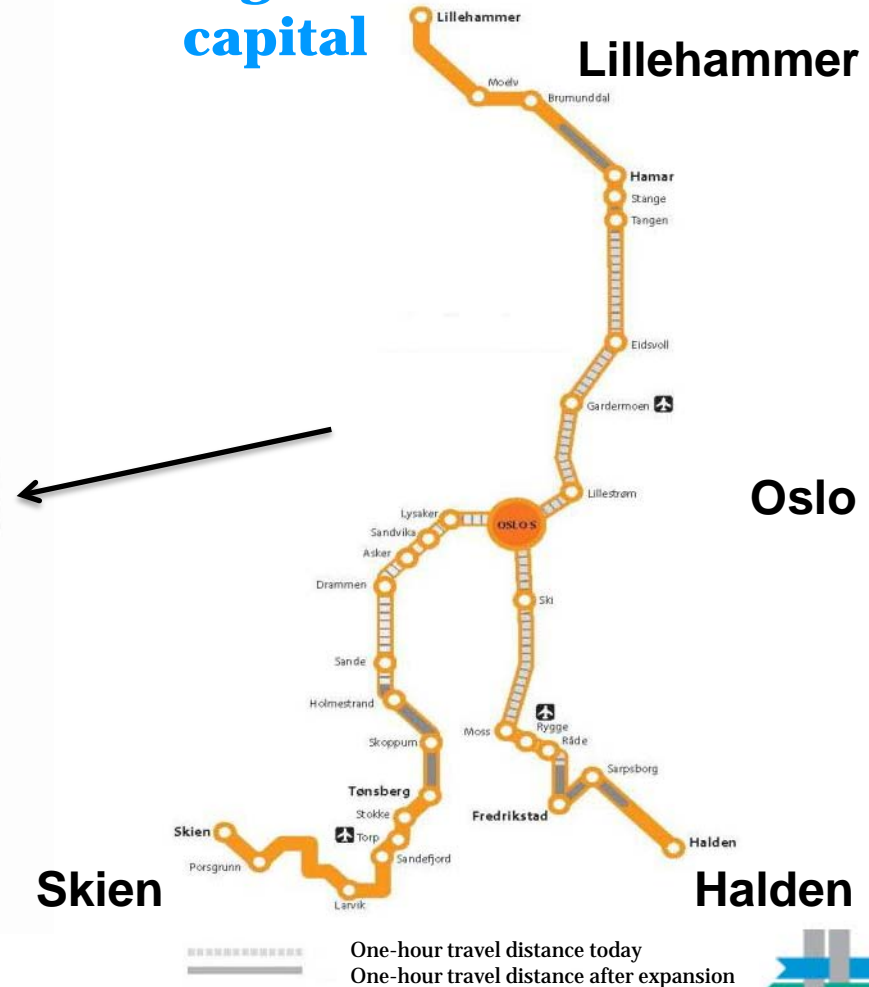 capital
Lillehammer
Lillehammer
Moelv
Brumunddal
Hamar
Stange
Tangen
Eidsvoll
Gardermoen
Lillestrøm
Oslo
Lysaker
OSLO S
Sandvika
Asker
Drammen
Ski
Sande
Holmestrand
Moss
Rygge
Råde
Skoppum
Sarpsborg
Tønsberg
Stokke
Fredrikstad
Skien
Torp
Halden
Porsgrunn
Sandefjord
Skien
Halden
Larvik
One-hour travel distance today
One-hour travel distance after expansion